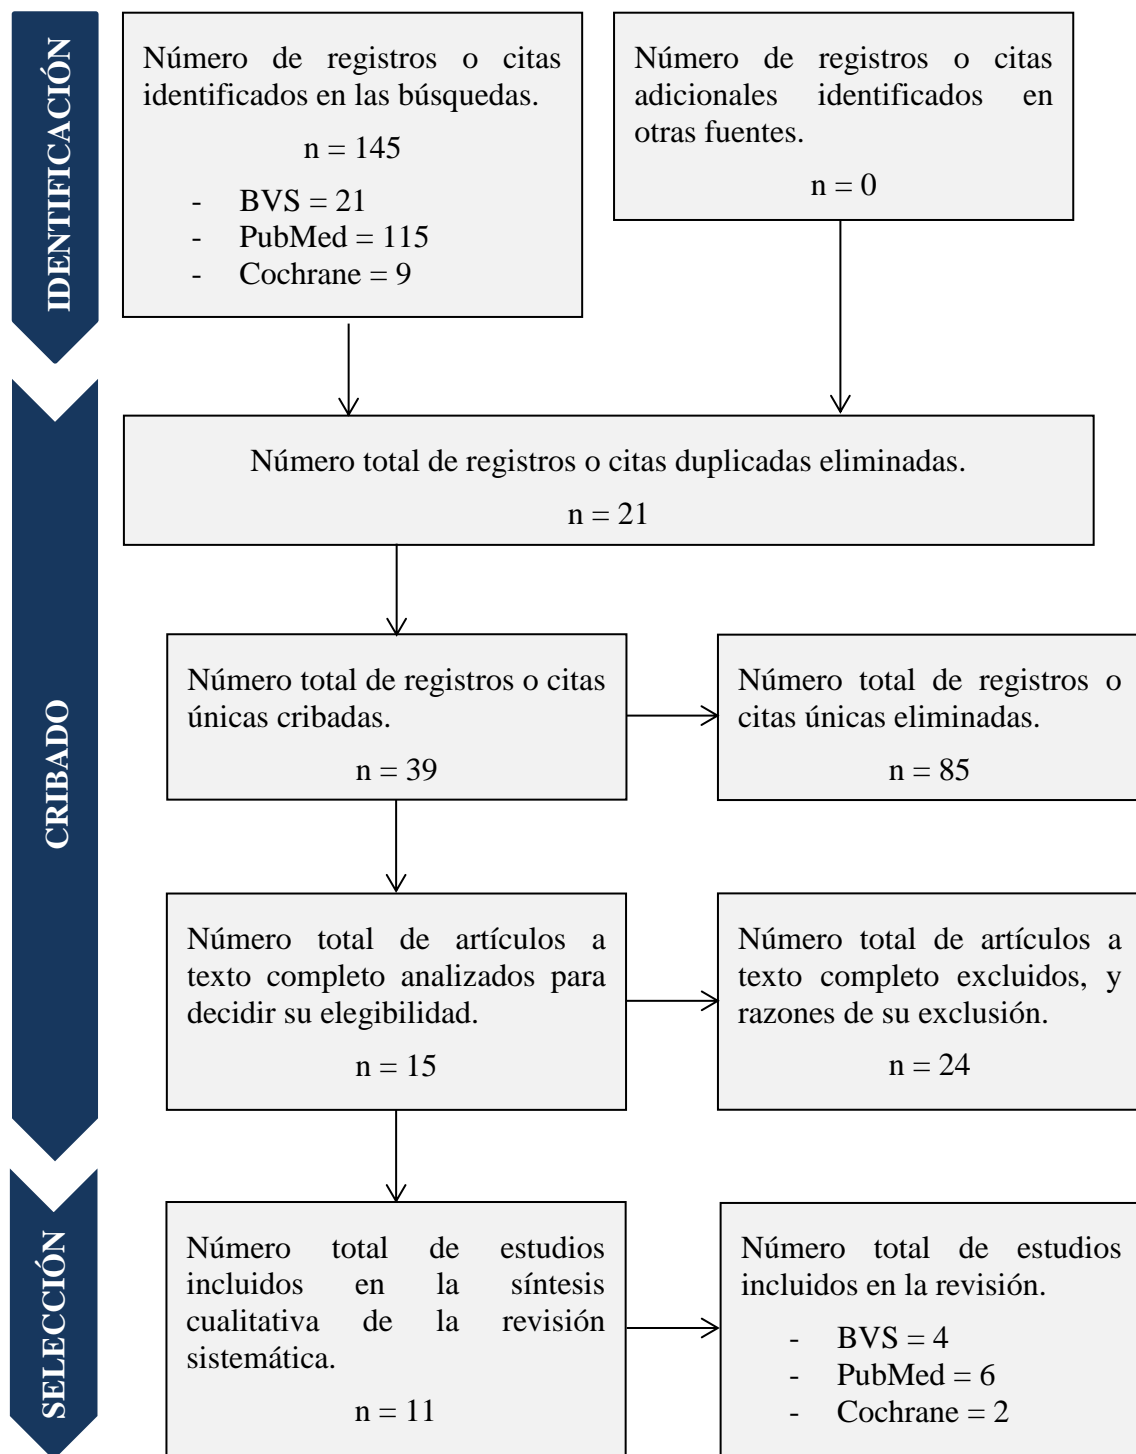 IDENTIFICACIÓN
Número de registros o citas
identificados en las búsquedas.
n = 145
- BVS = 21
- PubMed = 115
- Cochrane = 9
Número de registros o citas
adicionales identificados en
otras fuentes.
n = 0
CRIBADO
Número total de registros o citas duplicadas eliminadas.
n = 21
Número total de registros o citas
únicas cribadas.
n = 39
Número total de registros o
citas únicas eliminadas.
n = 85
Número total de artículos a
texto completo analizados para
decidir su elegibilidad.
n = 15
Número total de artículos a
texto completo excluidos, y
razones de su exclusión.
n = 24
SELECCIÓN
Número total de estudios
incluidos en la síntesis
cualitativa de la revisión
sistemática.
n = 11
Número total de estudios
incluidos en la revisión.
- BVS = 4
- PubMed = 6
- Cochrane = 2